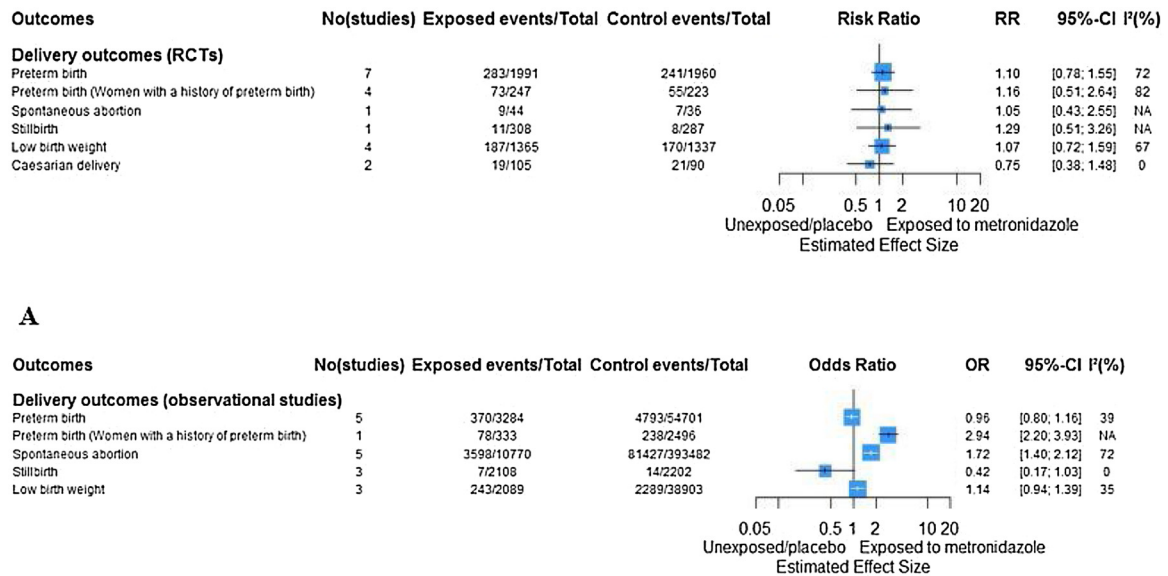 Outcomes No(studies) Exposed events/Total Control events/Total Risk Ratio RR 95%-CI I²(%)
Delivery outcomes (RCTs)
Preterm birth 7 283/1991 241/1960 1.10 [0.78; 1.55] 72
Preterm birth (Women with a history of preterm birth) 4 73/247 55/223 1.16 [0.51; 2.64] 82
Spontaneous abortion 1 9/44 7/36 1.05 [0.43; 2.55] NA
Stillbirth 1 11/308 8/287 1.29 [0.51; 3.26] NA
Low birth weight 4 187/1365 170/1337 1.07 [0.72; 1.59] 67
Caesarian delivery 2 19/105 21/90 0.75 [0.38; 1.48] 0
0.05 0.5 1 2 10 20
Unexposed/placebo Exposed to metronidazole
Estimated Effect Size
A
Outcomes No(studies) Exposed events/Total Control events/Total Odds Ratio OR 95%-CI I²(%)
Delivery outcomes (observational studies)
Preterm birth 5 370/3284 4793/54701 0.96 [0.80; 1.16] 39
Preterm birth (Women with a history of preterm birth) 1 78/333 238/2496 2.94 [2.20; 3.93] NA
Spontaneous abortion 5 3598/10770 81427/393482 1.72 [1.40; 2.12] 72
Stillbirth 3 7/2108 14/2202 0.42 [0.17; 1.03] 0
Low birth weight 3 243/2089 2289/38903 1.14 [0.94; 1.39] 35
0.05 0.5 1 2 10 20
Unexposed/placebo Exposed to metronidazole
Estimated Effect Size